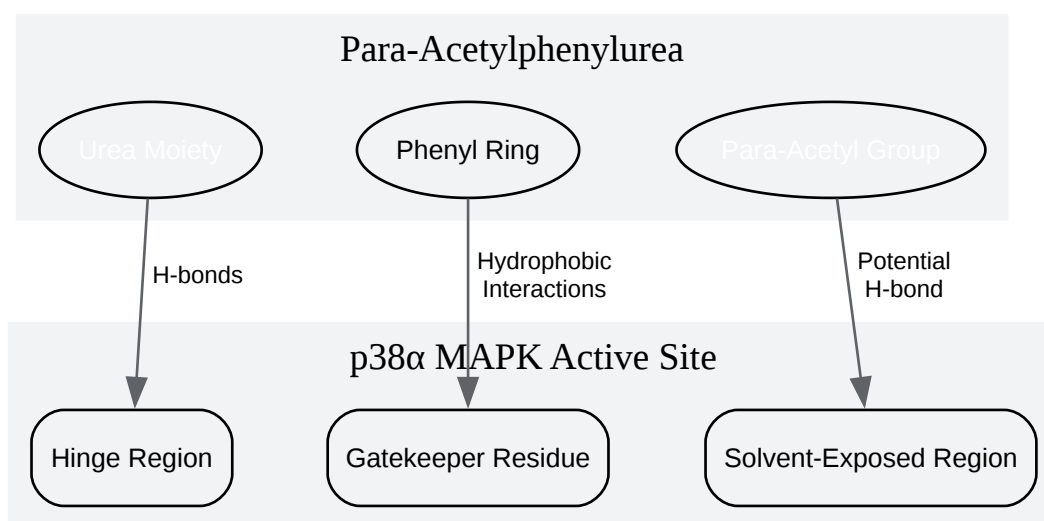 Para-Acetylphenylurea
Urea Moiety
Phenyl Ring
Para-Acetyl Group
H-bonds
Hydrophobic
Interactions
Potential
H-bond
p38α MAPK Active Site
Hinge Region
Gatekeeper Residue
Solvent-Exposed Region